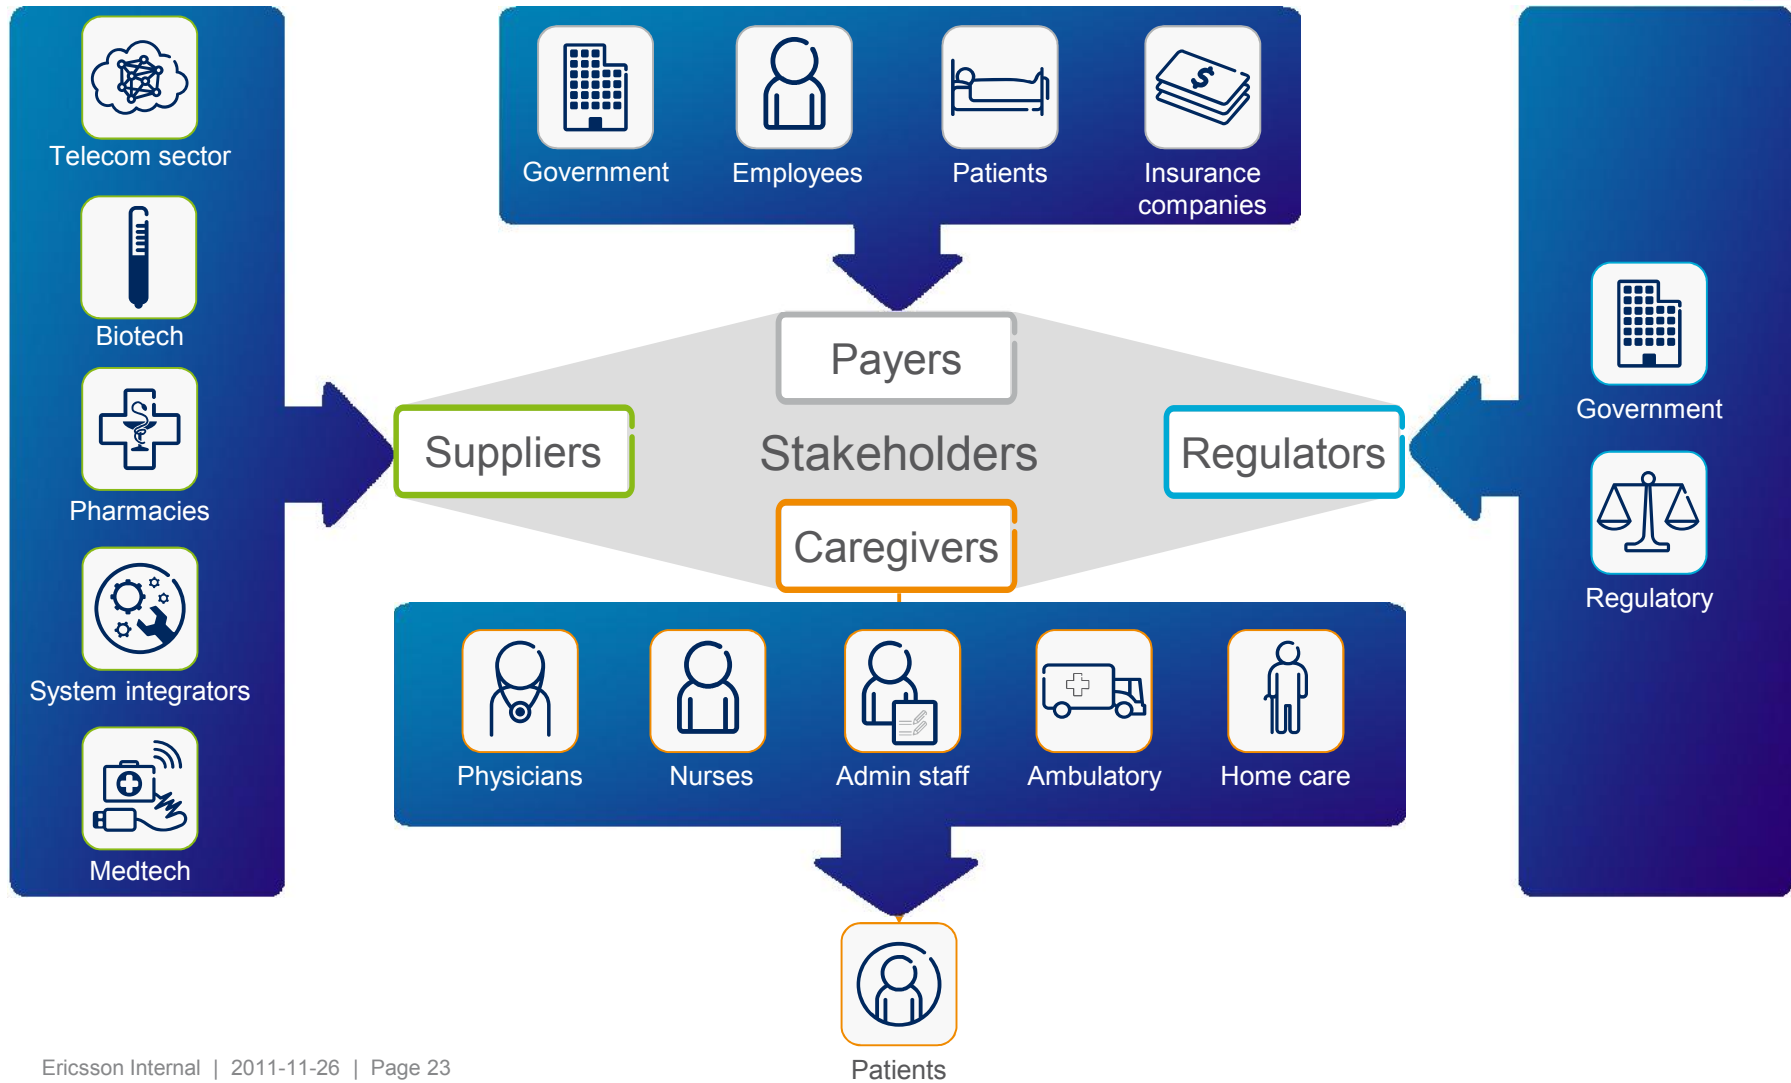 Telecom sector
Biotech
Pharmacies
System integrators
Medtech
Government
Employees
Patients
Insurance
companies
Payers
Suppliers
Stakeholders
Regulators
Caregivers
Government
Regulatory
Physicians
Nurses
Admin staff
Ambulatory
Home care
Patients
Ericsson Internal | 2011-11-26 | Page 23